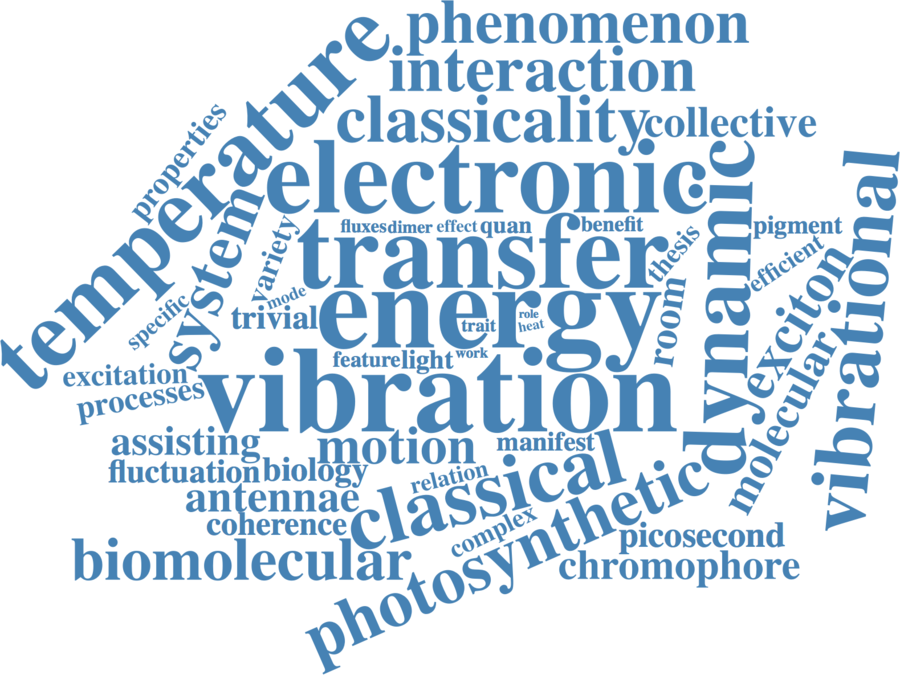 phenomenon
interaction
temperature
classicality
collective
properties
electronic
dynamic
vibrational
system
variety
fluxes
dimer
effect
quan
benefit
pigment
transfer
thesis
efficient
exciton
specific
mode
trivial
energy
trait
role
heat
room
molecular
feature
light
work
excitation
processes
vibration
assisting
motion
manifest
fluctuation
biology
relation
classical
photosynthetic
antennae
coherence
complex
picosecond
biomolecular
chromophore